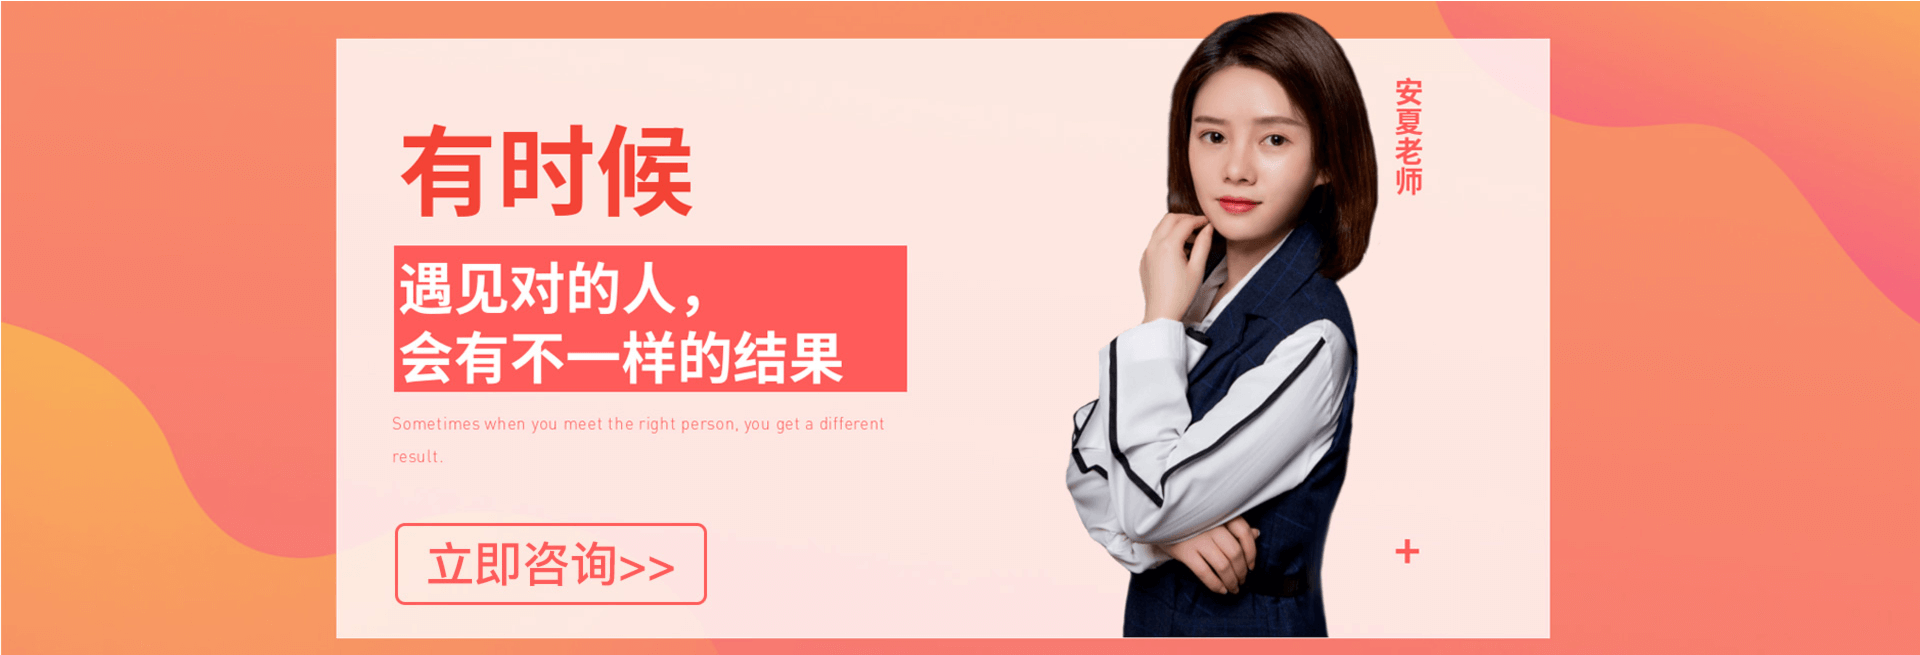 有时候
遇见对的人，
会有不一样的结果
Sometimes when you meet the right person, you get a different
result.
立即咨询>>
安夏老师
+